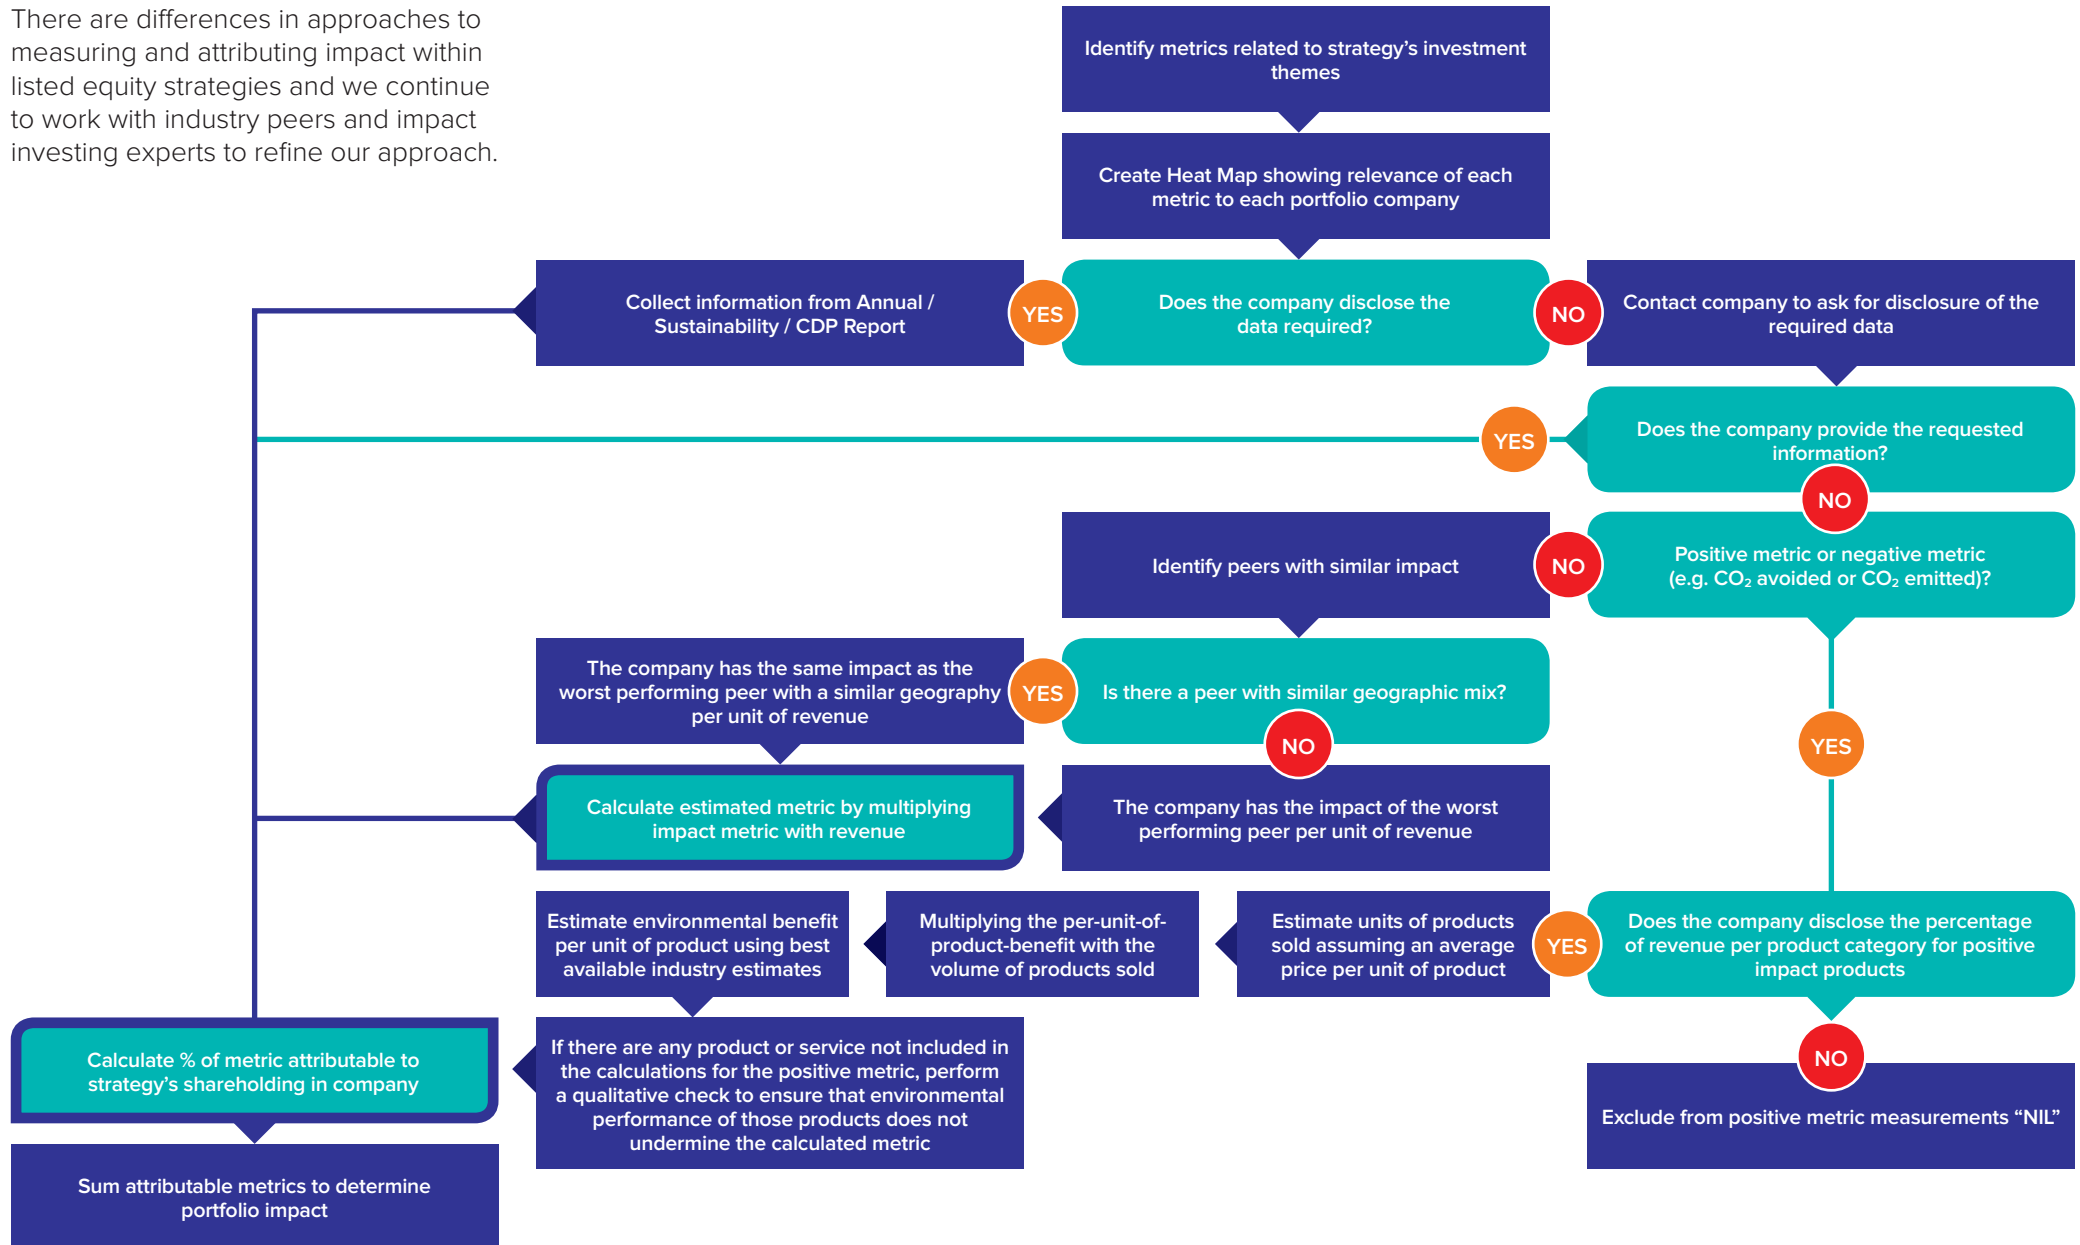 There are differences in approaches to
measuring and attributing impact within
listed equity strategies and we continue
to work with industry peers and impact
investing experts to refine our approach.
Identify metrics related to strategy’s investment
themes
Create Heat Map showing relevance of each
metric to each portfolio company
Collect information from Annual /
Sustainability / CDP Report
YES
Does the company disclose the
data required?
NO
Contact company to ask for disclosure of the
required data
YES
Does the company provide the requested
information?
NO
Identify peers with similar impact
NO
Positive metric or negative metric
(e.g. CO₂ avoided or CO₂ emitted)?
The company has the same impact as the
worst performing peer with a similar geography
per unit of revenue
YES
Is there a peer with similar geographic mix?
NO
YES
Calculate estimated metric by multiplying
impact metric with revenue
The company has the impact of the worst
performing peer per unit of revenue
Estimate environmental benefit
per unit of product using best
available industry estimates
Multiplying the per-unit-of-
product-benefit with the
volume of products sold
Estimate units of products
sold assuming an average
price per unit of product
YES
Does the company disclose the percentage
of revenue per product category for positive
impact products
NO
Calculate % of metric attributable to
strategy’s shareholding in company
If there are any product or service not included in
the calculations for the positive metric, perform
a qualitative check to ensure that environmental
performance of those products does not
undermine the calculated metric
Exclude from positive metric measurements “NIL”
Sum attributable metrics to determine
portfolio impact